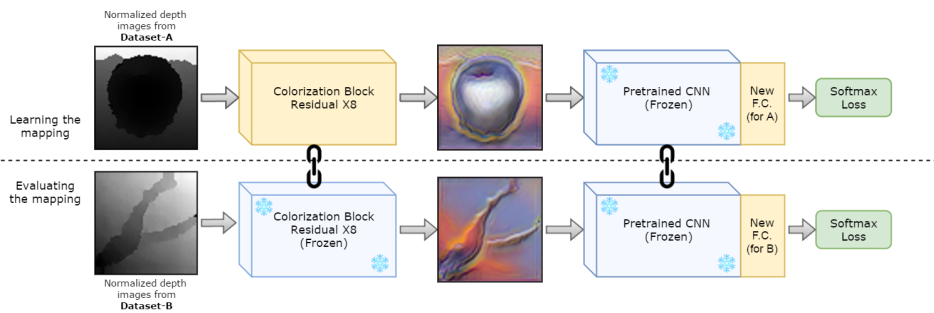 Normalized depth
images from
Dataset-A
Learning the
mapping
Colorization Block
Residual X8
Pretrained CNN
(Frozen)
New
F.C.
(for A)
Softmax
Loss
Evaluating
the mapping
Colorization Block
Residual X8
(Frozen)
Pretrained CNN
(Frozen)
New
F.C.
(for B)
Softmax
Loss
Normalized depth
images from
Dataset-B